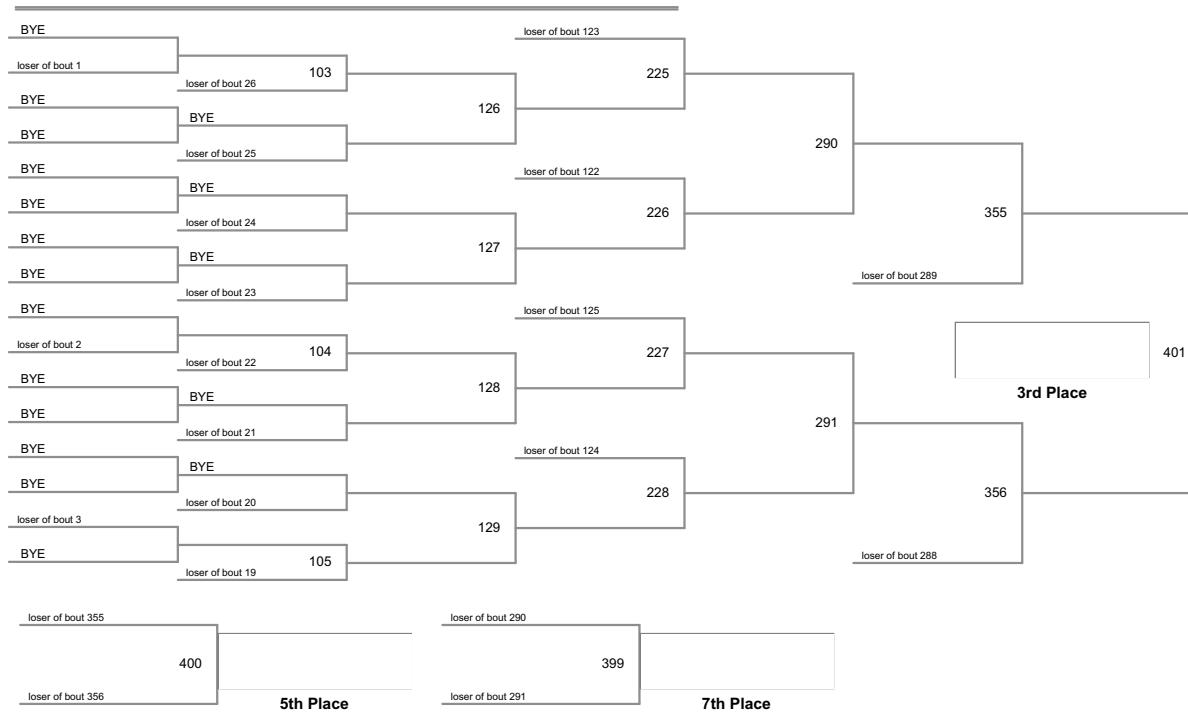 BYE
loser of bout 123
loser of bout 1
103
225
loser of bout 26
BYE
126
BYE
BYE
290
loser of bout 25
BYE
loser of bout 122
BYE
BYE
226
355
loser of bout 24
BYE
127
BYE
BYE
loser of bout 289
loser of bout 23
BYE
loser of bout 125
loser of bout 2
104
227
401
loser of bout 22
BYE
128
3rd Place
BYE
BYE
291
loser of bout 21
BYE
loser of bout 124
BYE
BYE
228
356
loser of bout 20
loser of bout 3
129
BYE
105
loser of bout 288
loser of bout 19
loser of bout 355
loser of bout 290
400
399
loser of bout 356
5th Place
loser of bout 291
7th Place